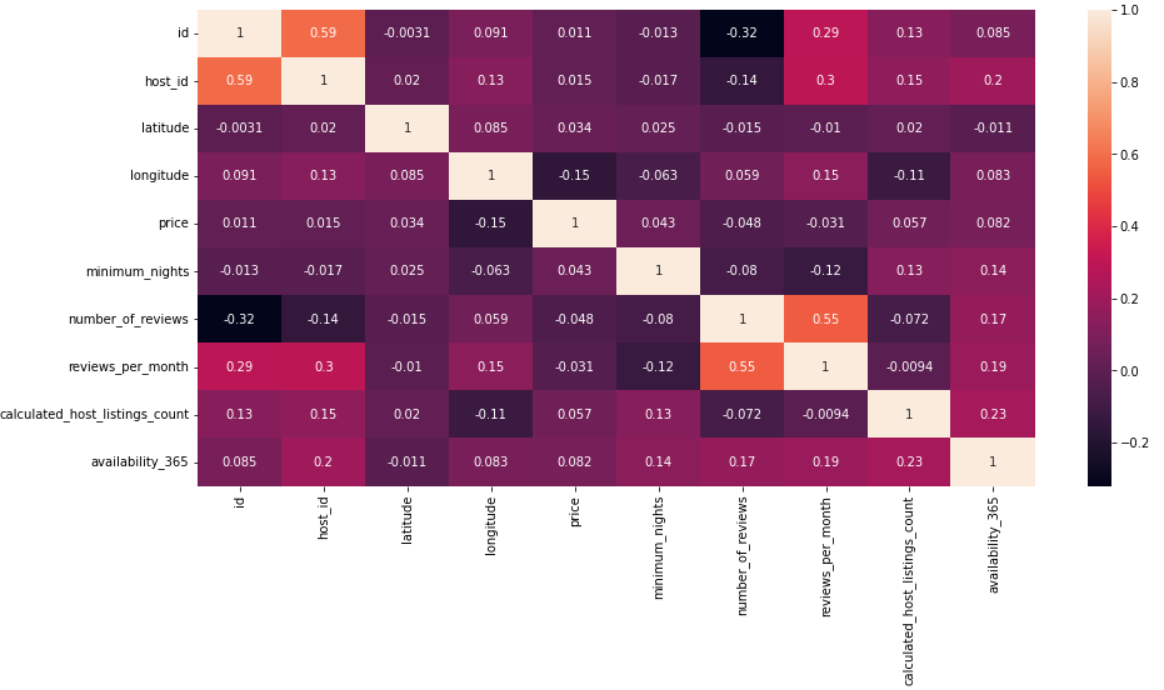 id 1 0.59 -0.0031 0.091 0.011 -0.013 -0.32 0.29 0.13 0.085
host_id 0.59 1 0.02 0.13 0.015 -0.017 -0.14 0.3 0.15 0.2
latitude -0.0031 0.02 1 0.085 0.034 0.025 -0.015 -0.01 0.02 -0.011
longitude 0.091 0.13 0.085 1 -0.15 -0.063 0.059 0.15 -0.11 0.083
price 0.011 0.015 0.034 -0.15 1 0.043 -0.048 -0.031 0.057 0.082
minimum_nights -0.013 -0.017 0.025 -0.063 0.043 1 -0.08 -0.12 0.13 0.14
number_of_reviews -0.32 -0.14 -0.015 0.059 -0.048 -0.08 1 0.55 -0.072 0.17
reviews_per_month 0.29 0.3 -0.01 0.15 -0.031 -0.12 0.55 1 -0.0094 0.19
calculated_host_listings_count 0.13 0.15 0.02 -0.11 0.057 0.13 -0.072 -0.0094 1 0.23
availability_365 0.085 0.2 -0.011 0.083 0.082 0.14 0.17 0.19 0.23 1
id
host_id
latitude
longitude
price
minimum_nights
number_of_reviews
reviews_per_month
calculated_host_listings_count
availability_365
1.0
0.8
0.6
0.4
0.2
0.0
−0.2